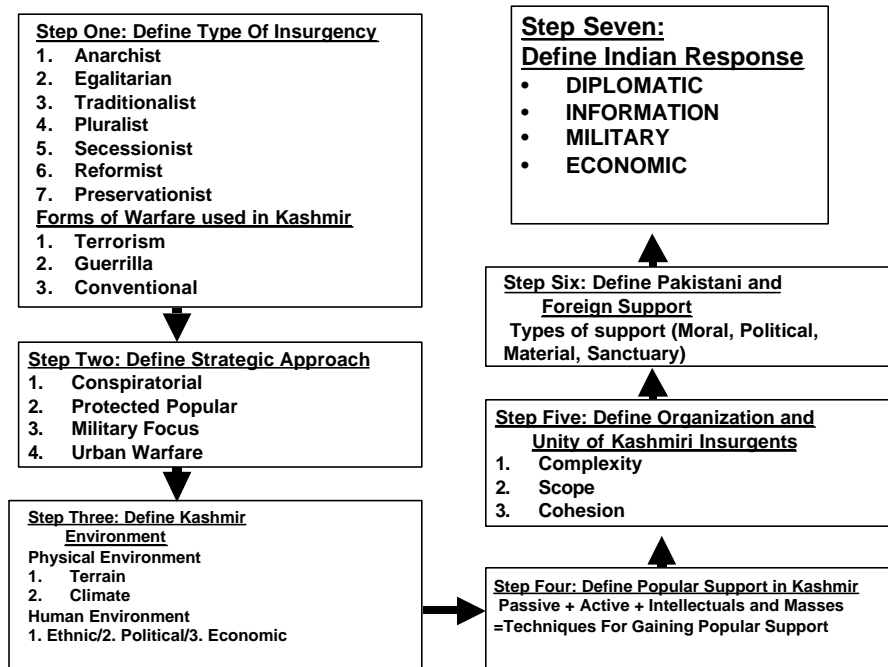 Step One: Define Type Of Insurgency
1. Anarchist
2. Egalitarian
3. Traditionalist
4. Pluralist
5. Secessionist
6. Reformist
7. Preservationist
Forms of Warfare used in Kashmir
1. Terrorism
2. Guerrilla
3. Conventional
Step Two: Define Strategic Approach
1. Conspiratorial
2. Protected Popular
3. Military Focus
4. Urban Warfare
Step Three: Define Kashmir
Environment
Physical Environment
1. Terrain
2. Climate
Human Environment
1. Ethnic/2. Political/3. Economic
Step Four: Define Popular Support in Kashmir
Passive + Active + Intellectuals and Masses
=Techniques For Gaining Popular Support
Step Five: Define Organization and
Unity of Kashmiri Insurgents
1. Complexity
2. Scope
3. Cohesion
Step Six: Define Pakistani and
Foreign Support
Types of support (Moral, Political,
Material, Sanctuary)
Step Seven:
Define Indian Response
• DIPLOMATIC
• INFORMATION
• MILITARY
• ECONOMIC